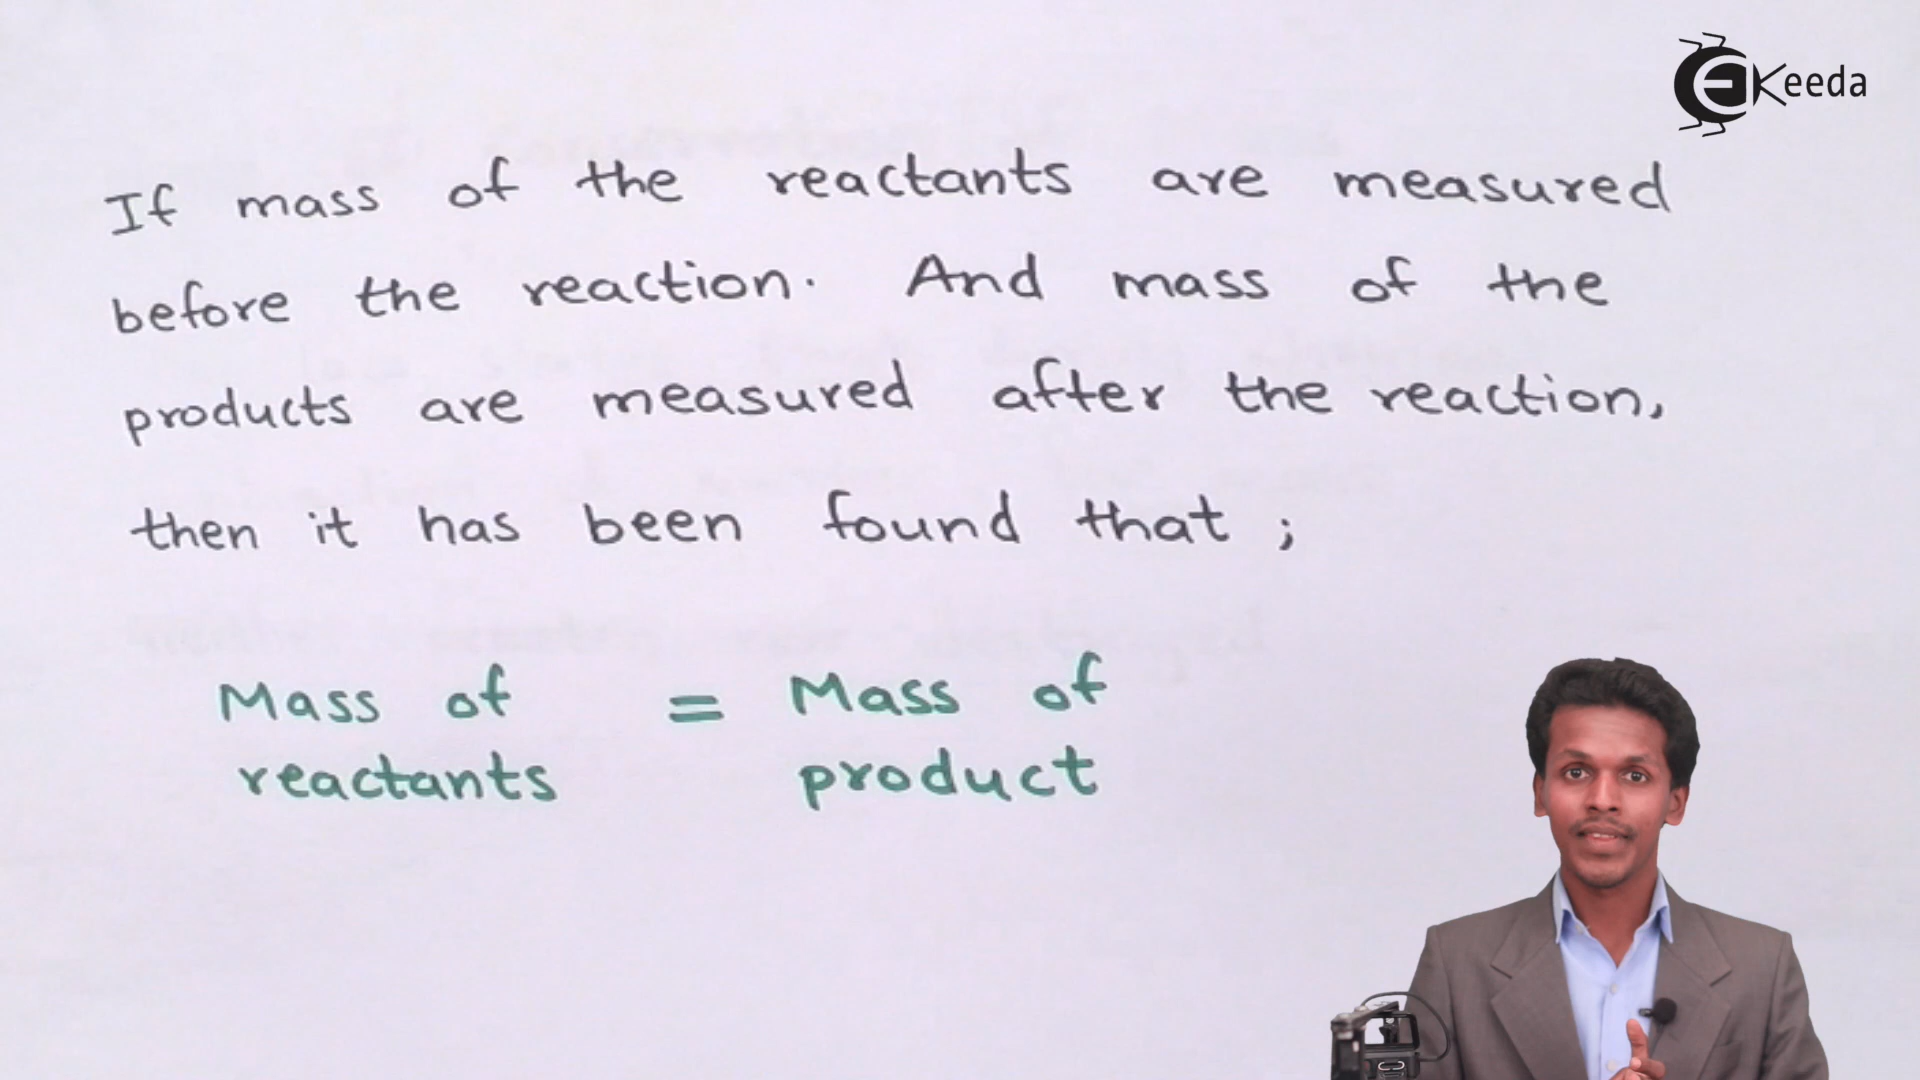 EKeeda
If mass of the reactants are measured
before the reaction. And mass of the
products are measured after the reaction,
then it has been found that ;
Mass of = Mass of
reactants product